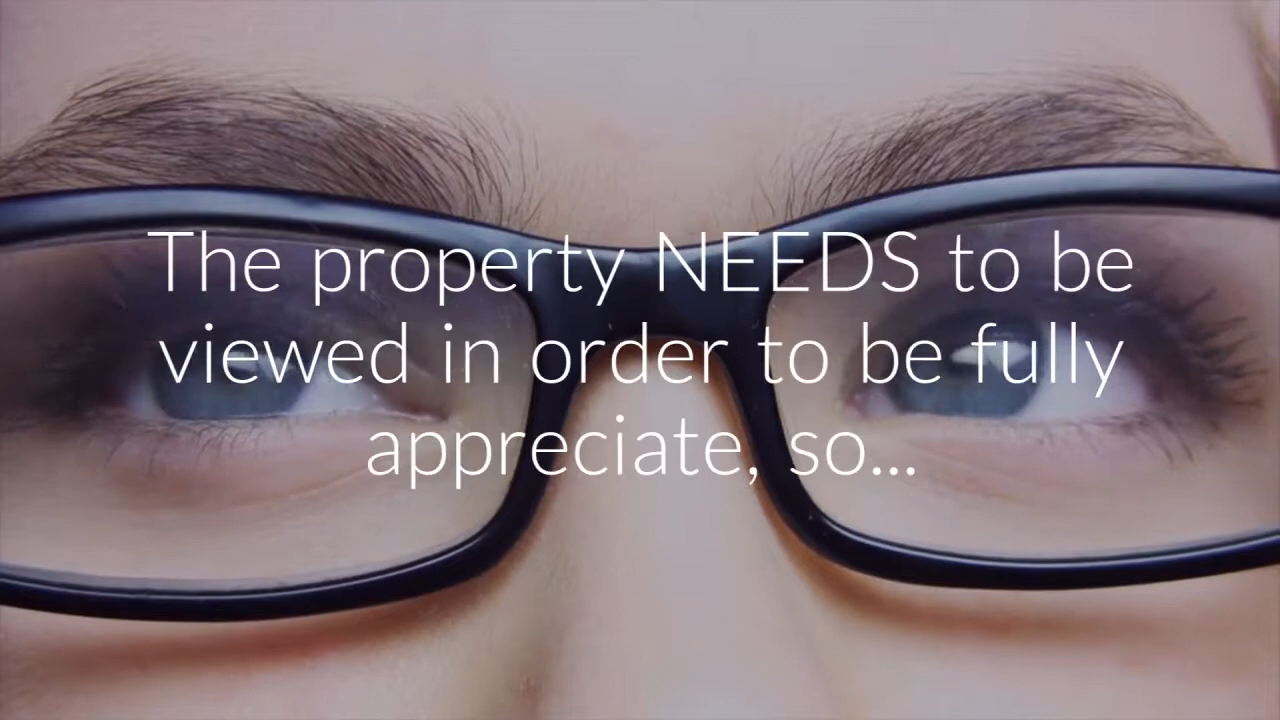 The property NEEDS to be
viewed in order to be fully
appreciate, so...